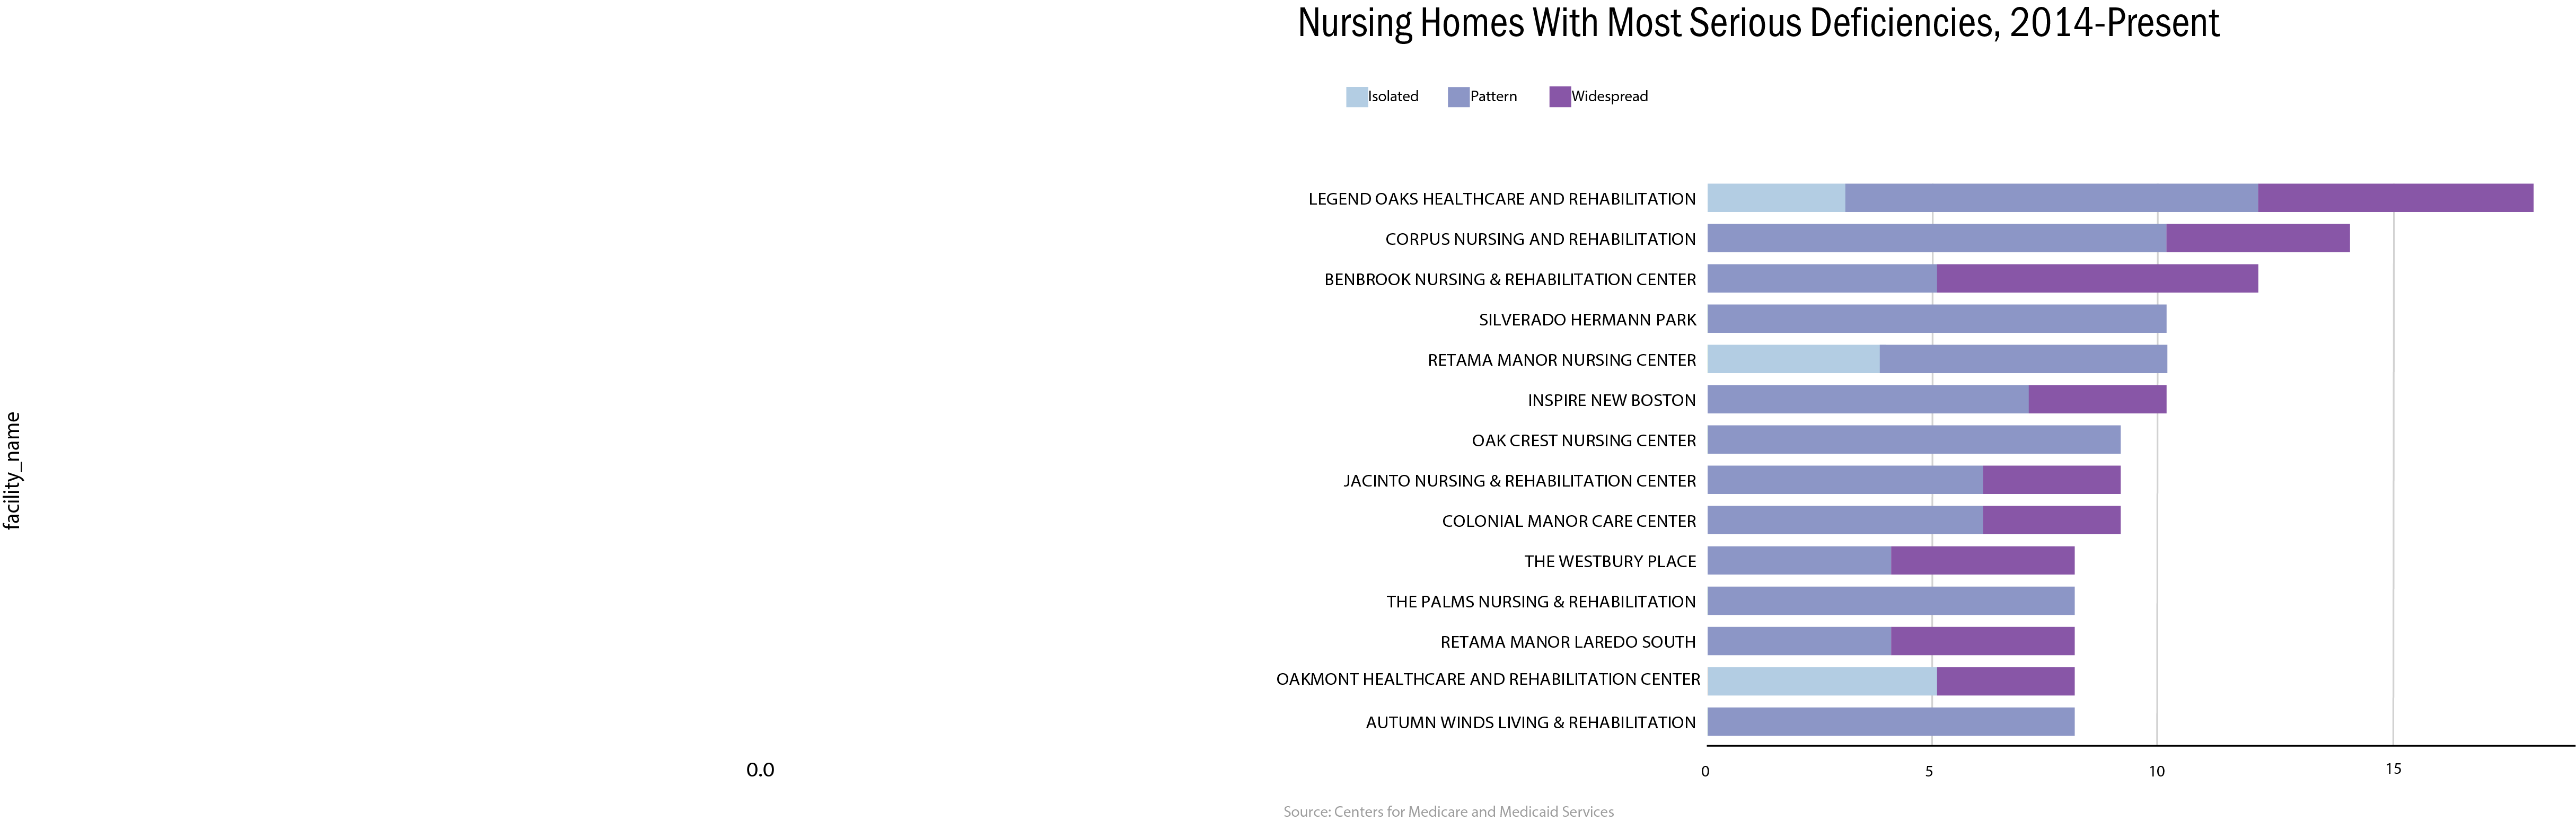 Nursing Homes With Most Serious Deficiencies, 2014-Present
Isolated Pattern Widespread
LEGEND OAKS HEALTHCARE AND REHABILITATION
CORPUS NURSING AND REHABILITATION
BENBROOK NURSING & REHABILITATION CENTER
SILVERADO HERMANN PARK
RETAMA MANOR NURSING CENTER
INSPIRE NEW BOSTON
OAK CREST NURSING CENTER
JACINTO NURSING & REHABILITATION CENTER
COLONIAL MANOR CARE CENTER
THE WESTBURY PLACE
THE PALMS NURSING & REHABILITATION
RETAMA MANOR LAREDO SOUTH
OAKMONT HEALTHCARE AND REHABILITATION CENTER
AUTUMN WINDS LIVING & REHABILITATION
facility_name
0.0
0 5 10 15
Source: Centers for Medicare and Medicaid Services